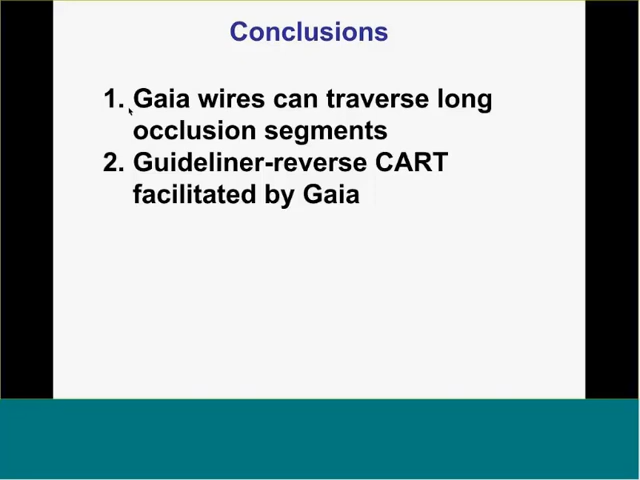 Conclusions
1. Gaia wires can traverse long
occlusion segments
2. Guideliner-reverse CART
facilitated by Gaia